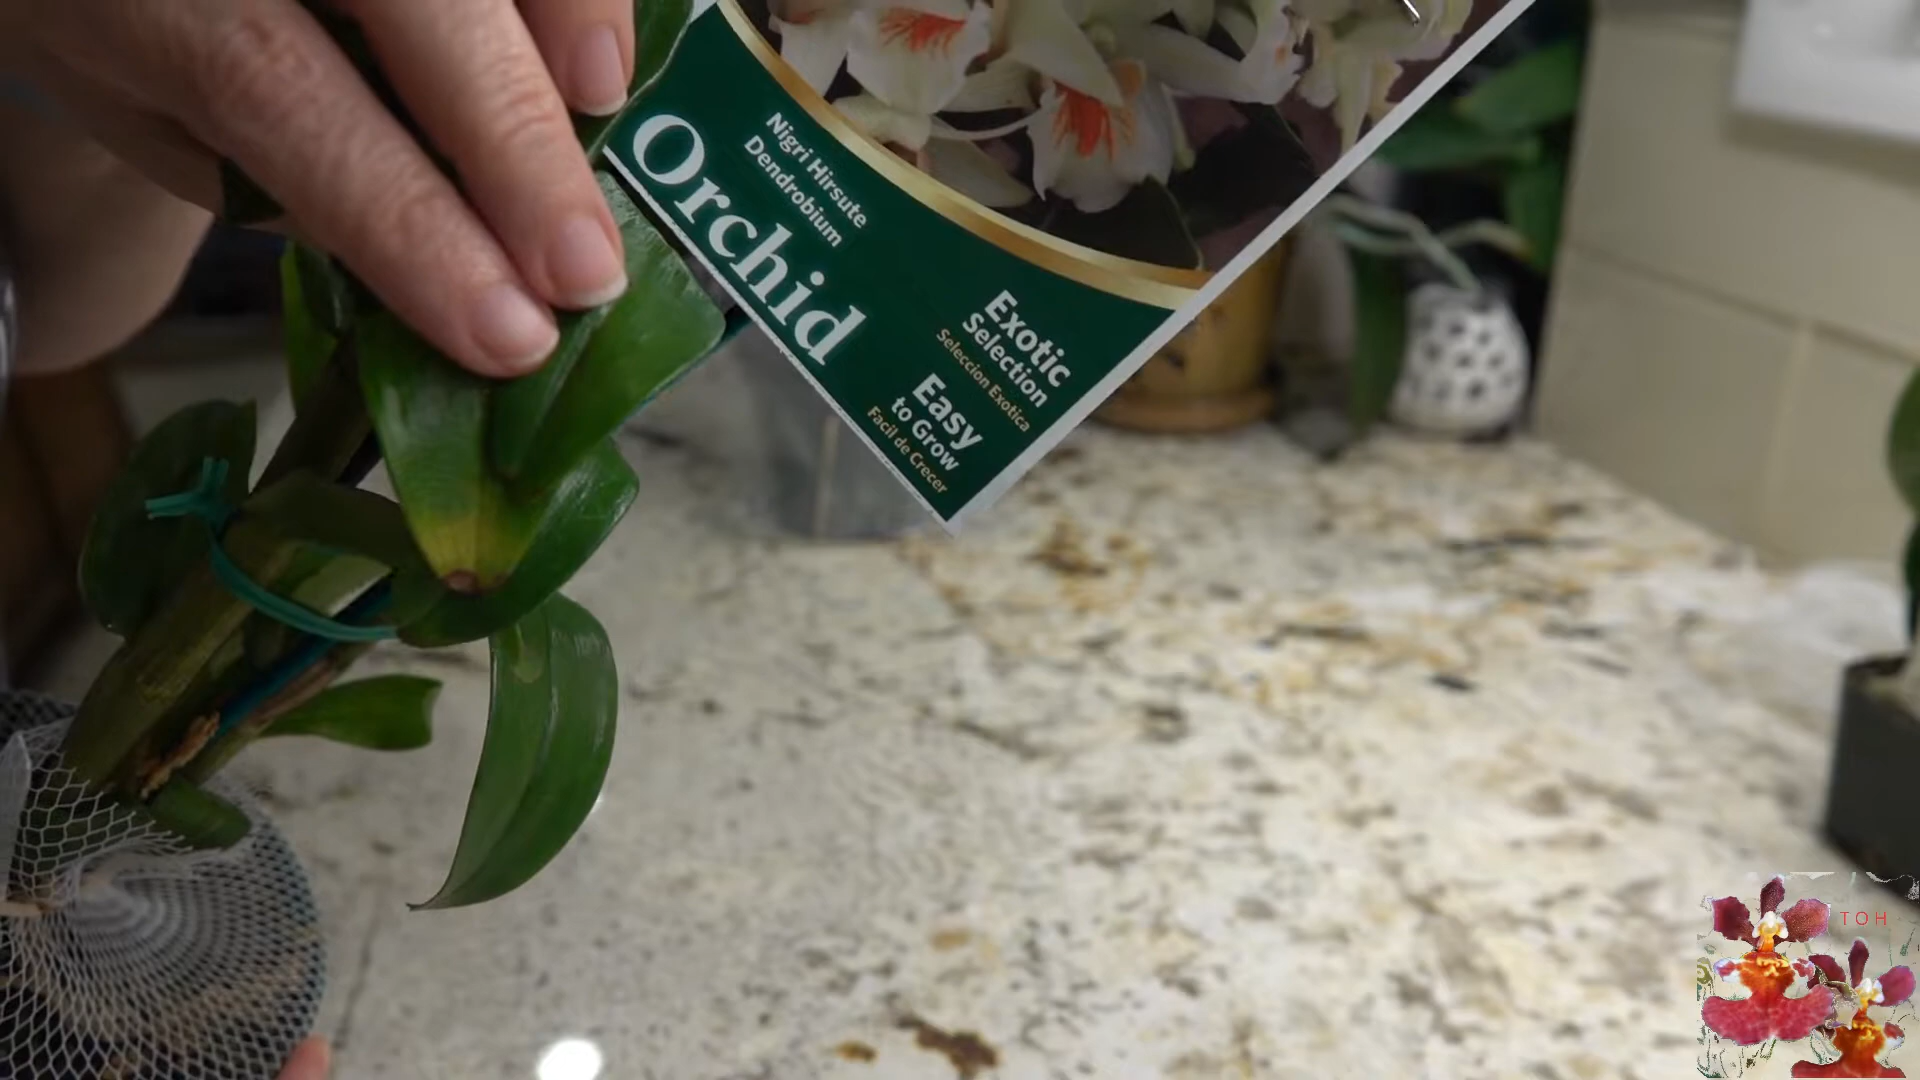 Nigri Hirsute
Dendrobium
Orchid
Exotic
Selection
Seleccion Exotica
Easy
to Grow
Facil de Crecer
TOH